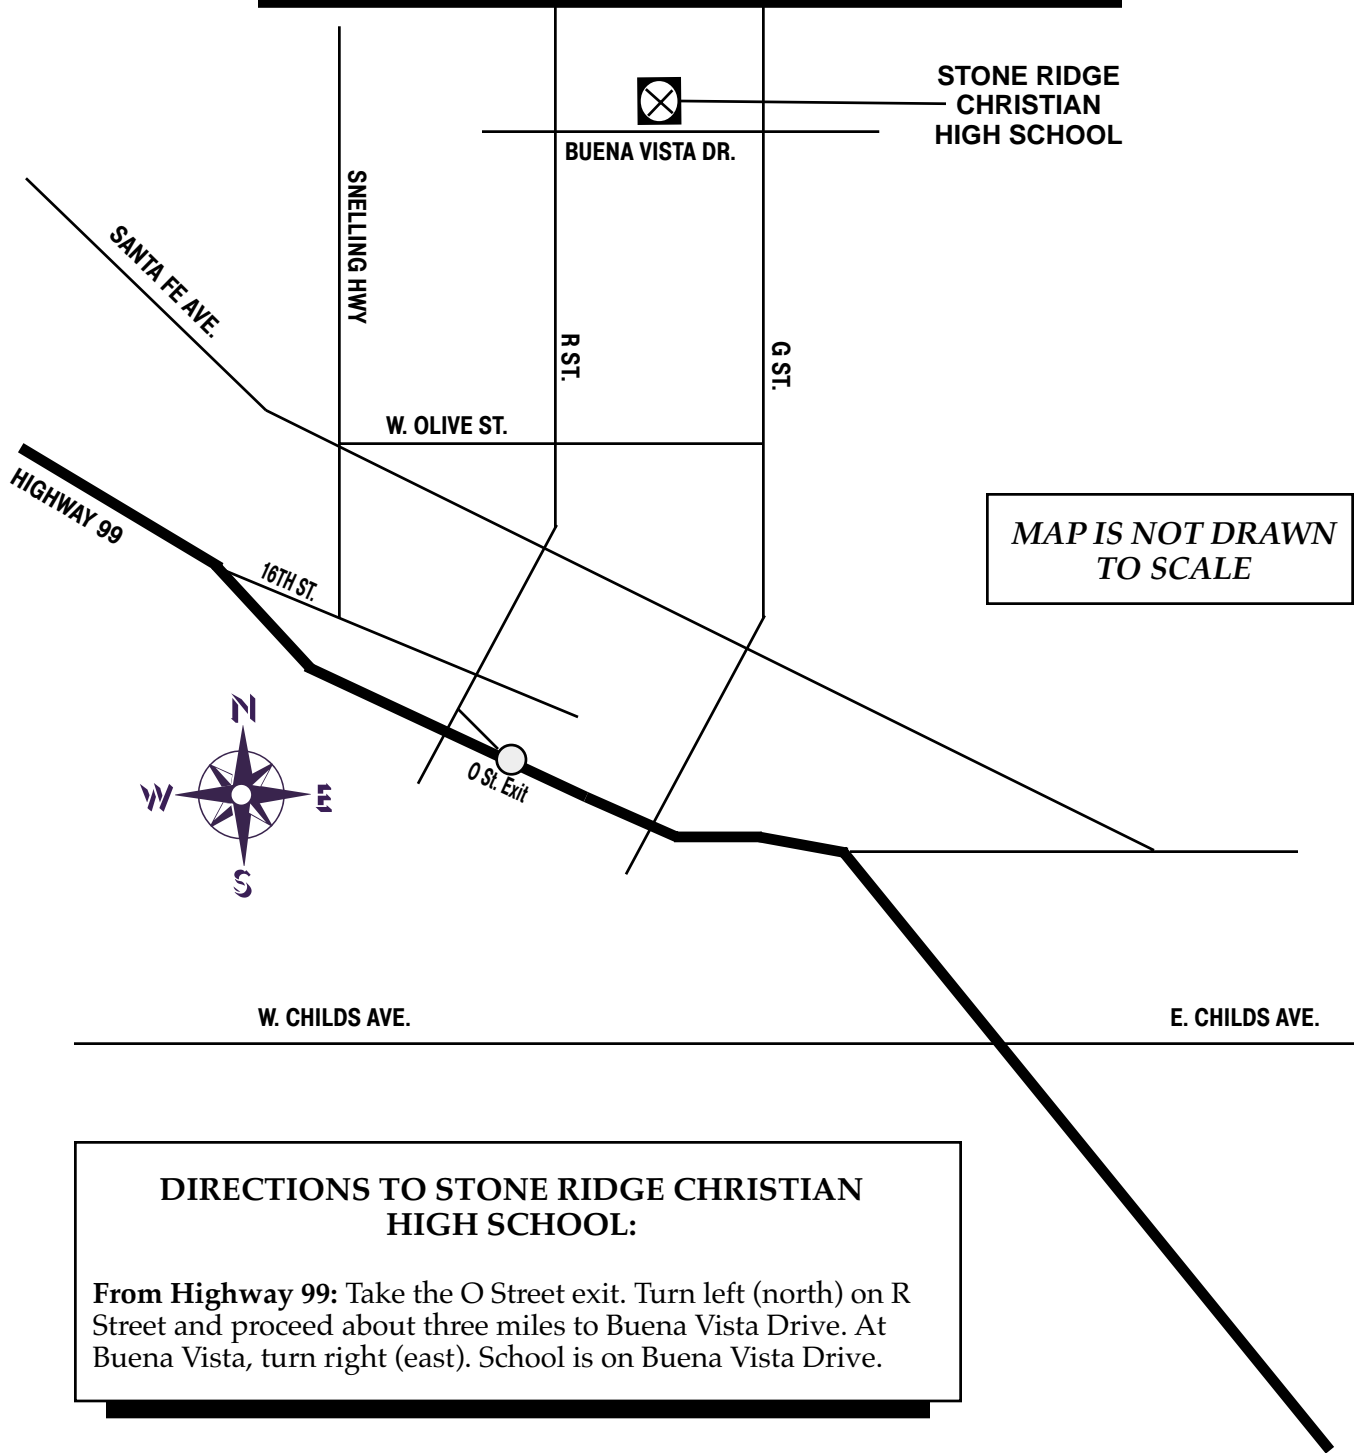 STONE RIDGE
CHRISTIAN
HIGH SCHOOL
BUENA VISTA DR.
SNELLING HWY
SANTA FE AVE.
R ST.
G ST.
W. OLIVE ST.
HIGHWAY 99
MAP IS NOT DRAWN
TO SCALE
16TH ST.
N
W
E
S
O St. Exit
W. CHILDS AVE.
E. CHILDS AVE.
DIRECTIONS TO STONE RIDGE CHRISTIAN
HIGH SCHOOL:
From Highway 99: Take the O Street exit. Turn left (north) on R
Street and proceed about three miles to Buena Vista Drive. At
Buena Vista, turn right (east). School is on Buena Vista Drive.